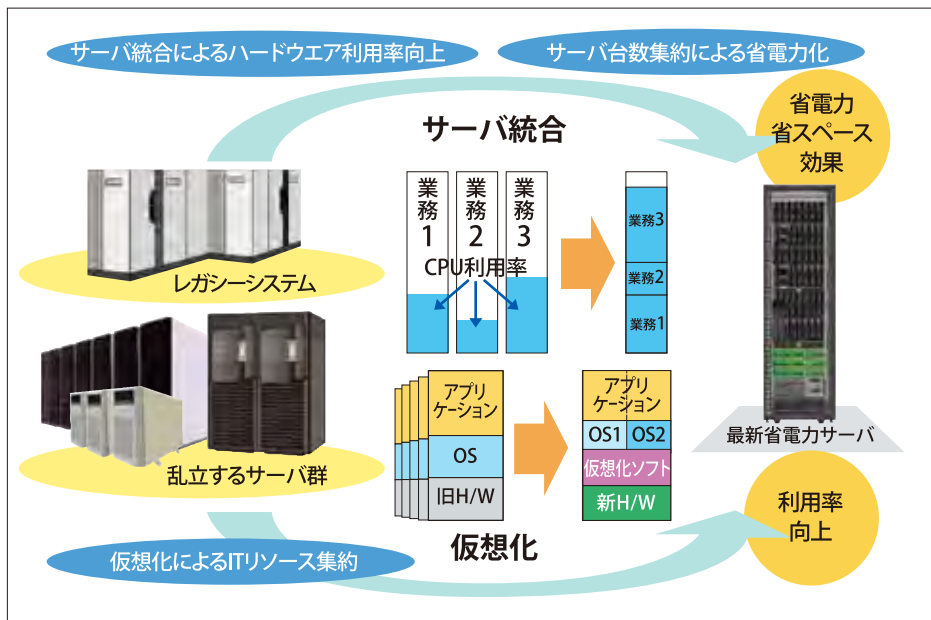 サーバ統合によるハードウエア利用率向上
サーバ台数集約による省電力化
省電力
省スペース
効果
サーバ統合
業務1
業務2
業務3
CPU利用率
業務3
業務2
業務1
レガシーシステム
乱立するサーバ群
アプリ
ケーション
OS
旧H/W
アプリ
ケーション
OS1
OS2
仮想化ソフト
新H/W
最新省電力サーバ
利用率
向上
仮想化
仮想化によるITリソース集約